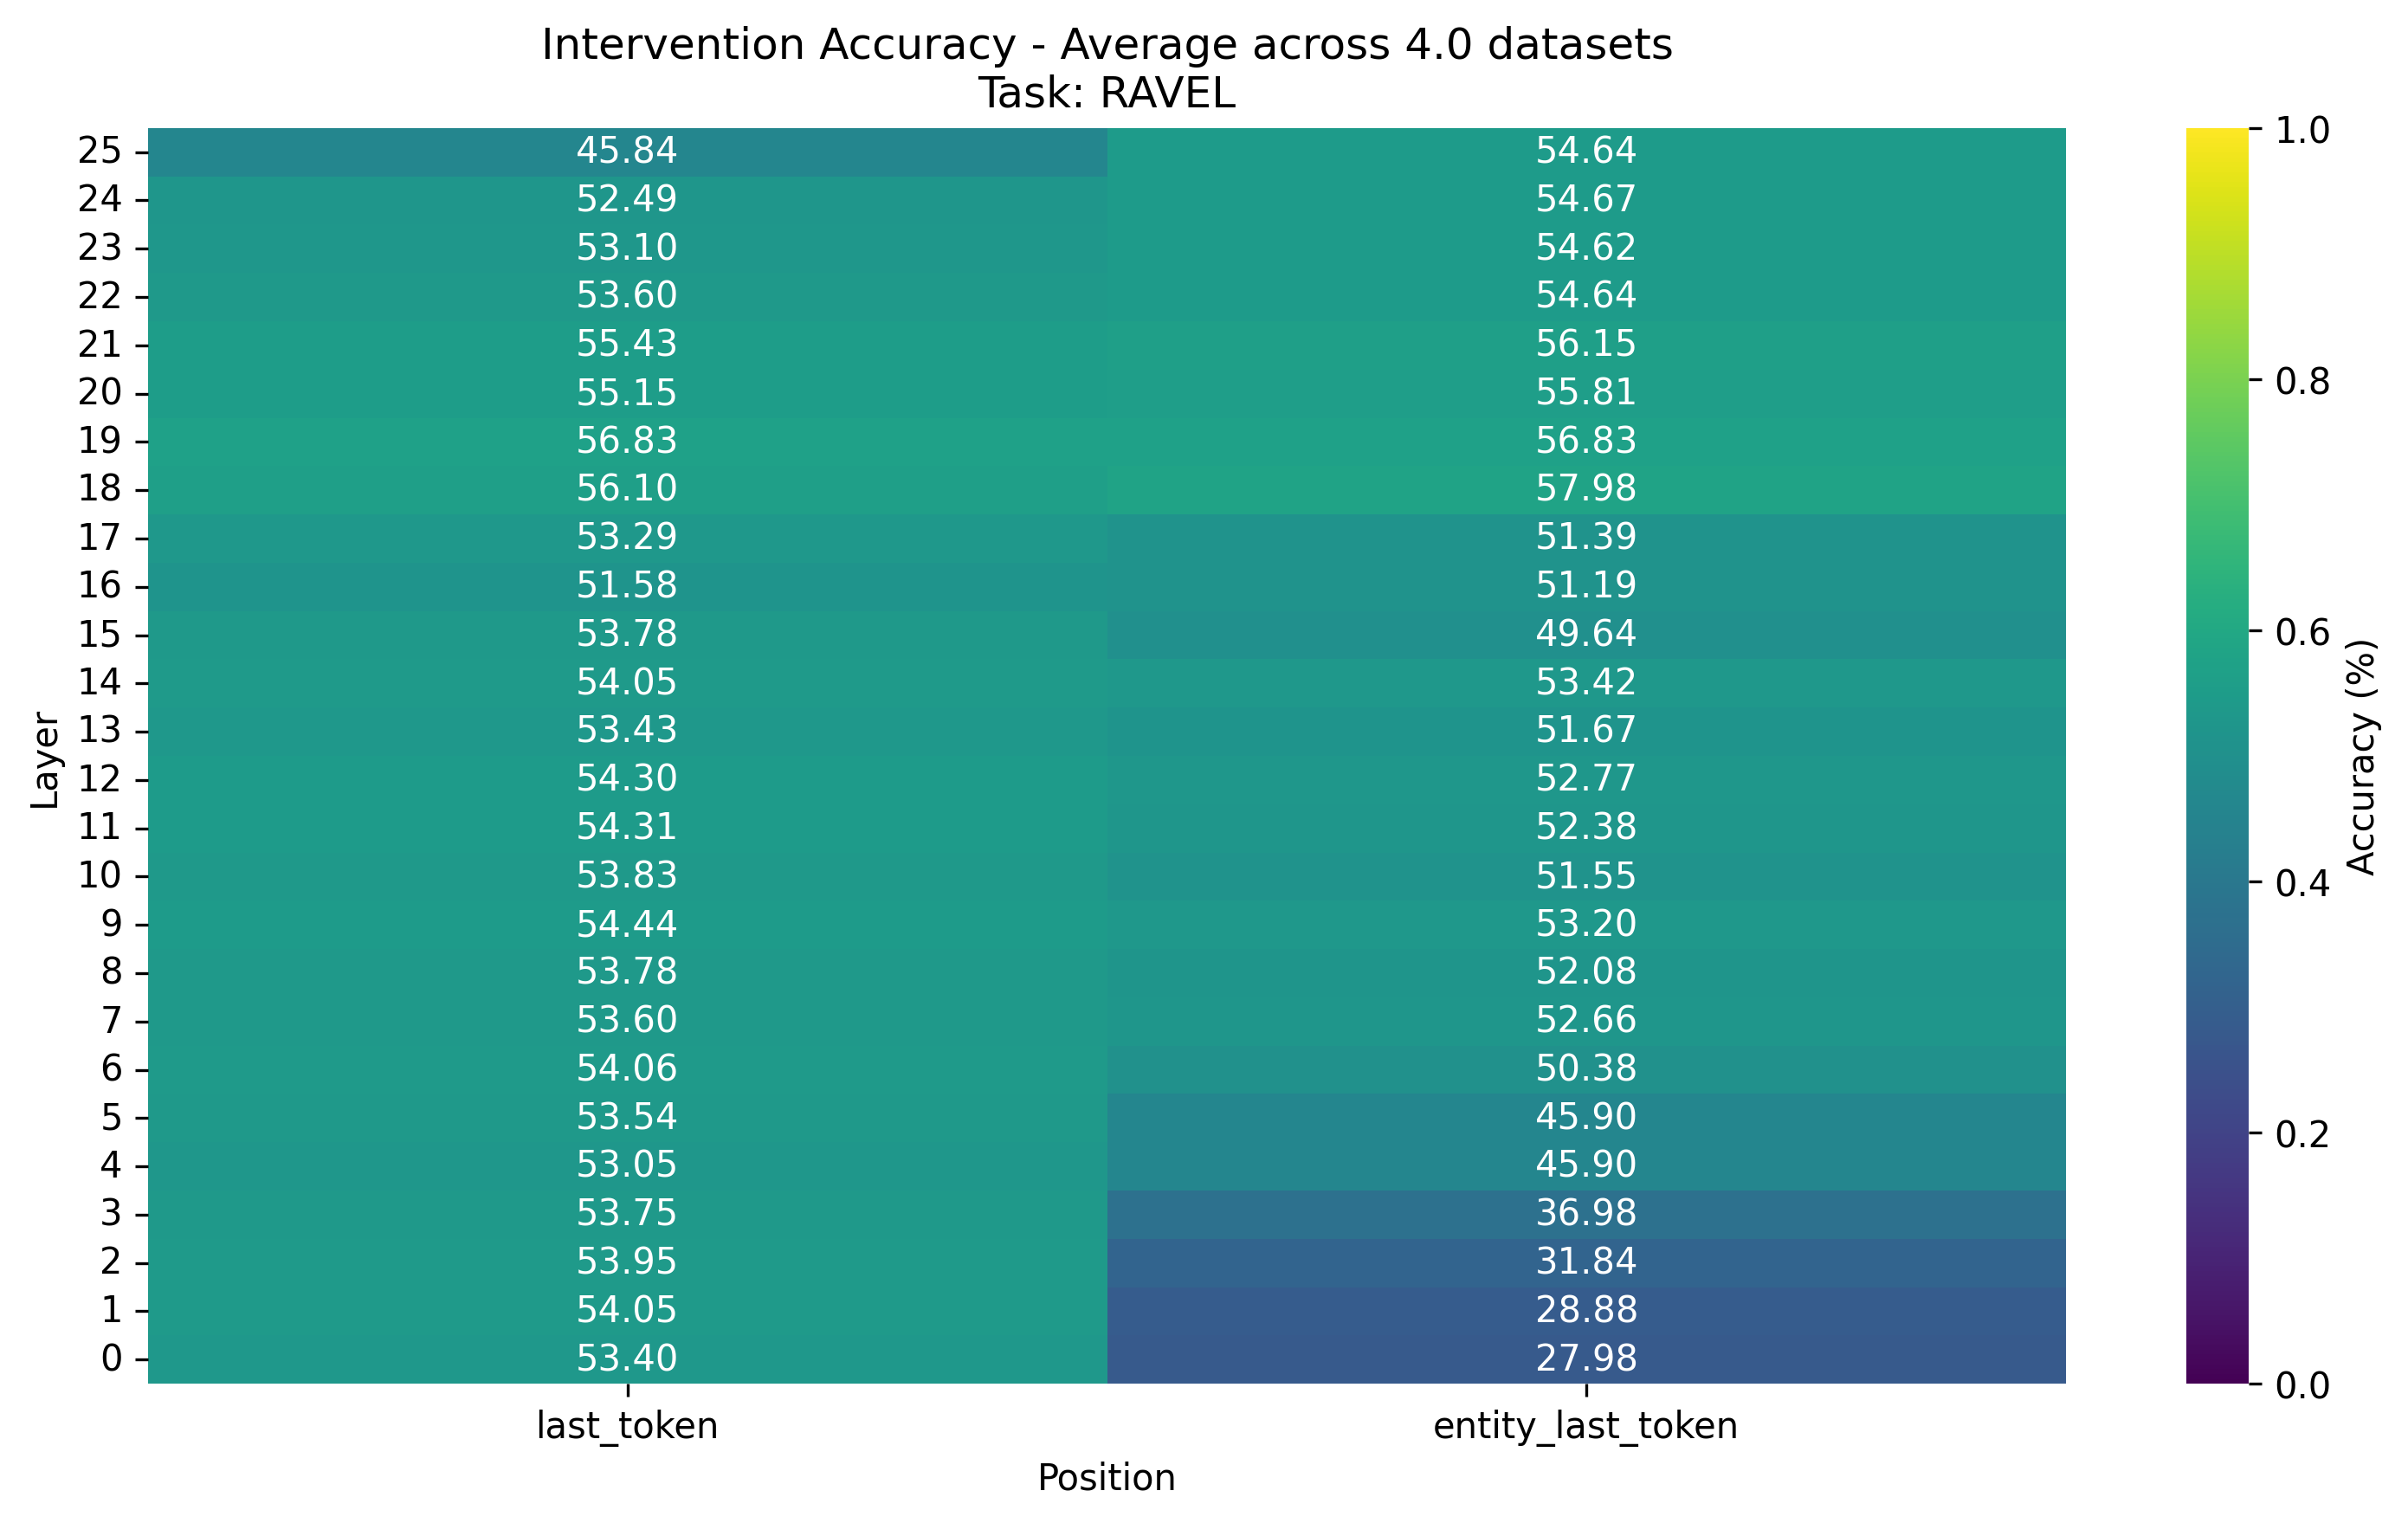 Intervention Accuracy - Average across 4.0 datasets
Task: RAVEL
25 45.84 54.64
24 52.49 54.67
23 53.10 54.62
22 53.60 54.64
21 55.43 56.15
20 55.15 55.81
19 56.83 56.83
18 56.10 57.98
17 53.29 51.39
16 51.58 51.19
15 53.78 49.64
14 54.05 53.42
13 53.43 51.67
12 54.30 52.77
11 54.31 52.38
10 53.83 51.55
9 54.44 53.20
8 53.78 52.08
7 53.60 52.66
6 54.06 50.38
5 53.54 45.90
4 53.05 45.90
3 53.75 36.98
2 53.95 31.84
1 54.05 28.88
0 53.40 27.98
last_token entity_last_token
Position
Layer
1.0
0.8
0.6
0.4
0.2
0.0
Accuracy (%)